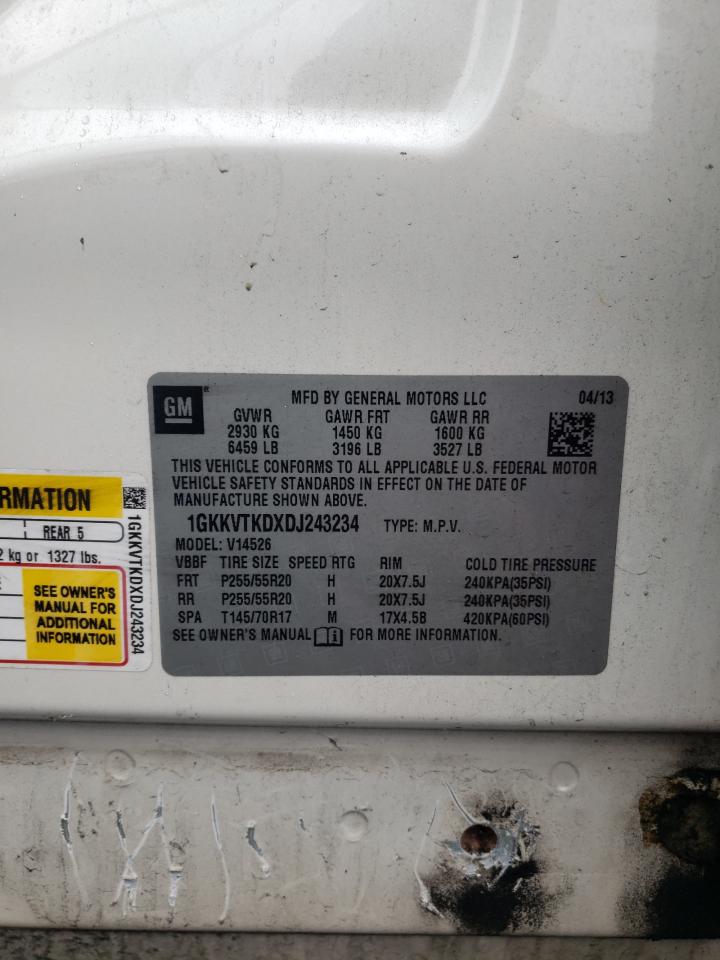 GM
MFD BY GENERAL MOTORS LLC 04/13
GVWR GAWR FRT GAWR RR
2930 KG 1450 KG 1600 KG
6459 LB 3196 LB 3527 LB
THIS VEHICLE CONFORMS TO ALL APPLICABLE U.S. FEDERAL MOTOR
VEHICLE SAFETY STANDARDS IN EFFECT ON THE DATE OF
MANUFACTURE SHOWN ABOVE.
1GKKVTKDXDJ243234 TYPE: M.P.V.
MODEL: V14526
VBBF TIRE SIZE SPEED RTG RIM COLD TIRE PRESSURE
FRT P255/55R20 H 20X7.5J 240KPA(35PSI)
RR P255/55R20 H 20X7.5J 240KPA(35PSI)
SPA T145/70R17 M 17X4.5B 420KPA(60PSI)
SEE OWNER'S MANUAL FOR MORE INFORMATION.
RMATION
REAR 5
2 kg or 1327 lbs.
SEE OWNER'S
MANUAL FOR
ADDITIONAL
INFORMATION
1GKKVTKDXDJ243234